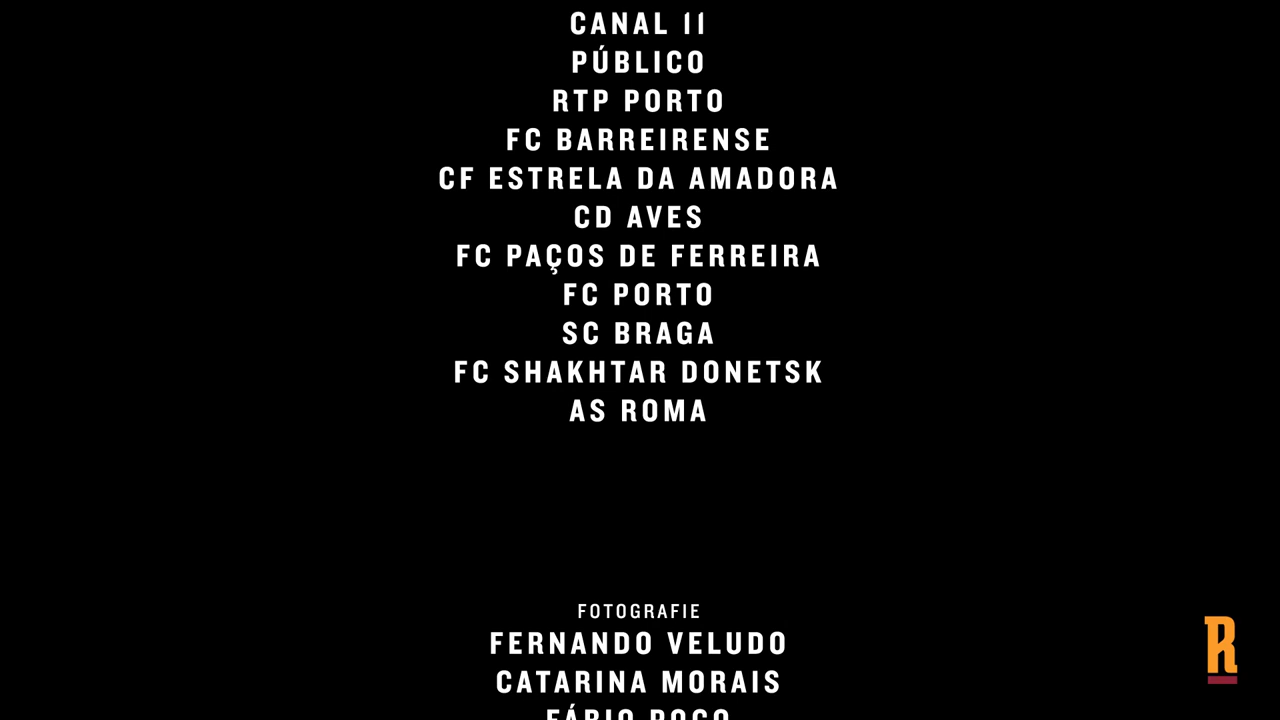 CANAL 11
PÚBLICO
RTP PORTO
FC BARREIRENSE
CF ESTRELA DA AMADORA
CD AVES
FC PAÇOS DE FERREIRA
FC PORTO
SC BRAGA
FC SHAKHTAR DONETSK
AS ROMA
FOTOGRAFIE
FERNANDO VELUDO
CATARINA MORAIS
FÁBIO
R